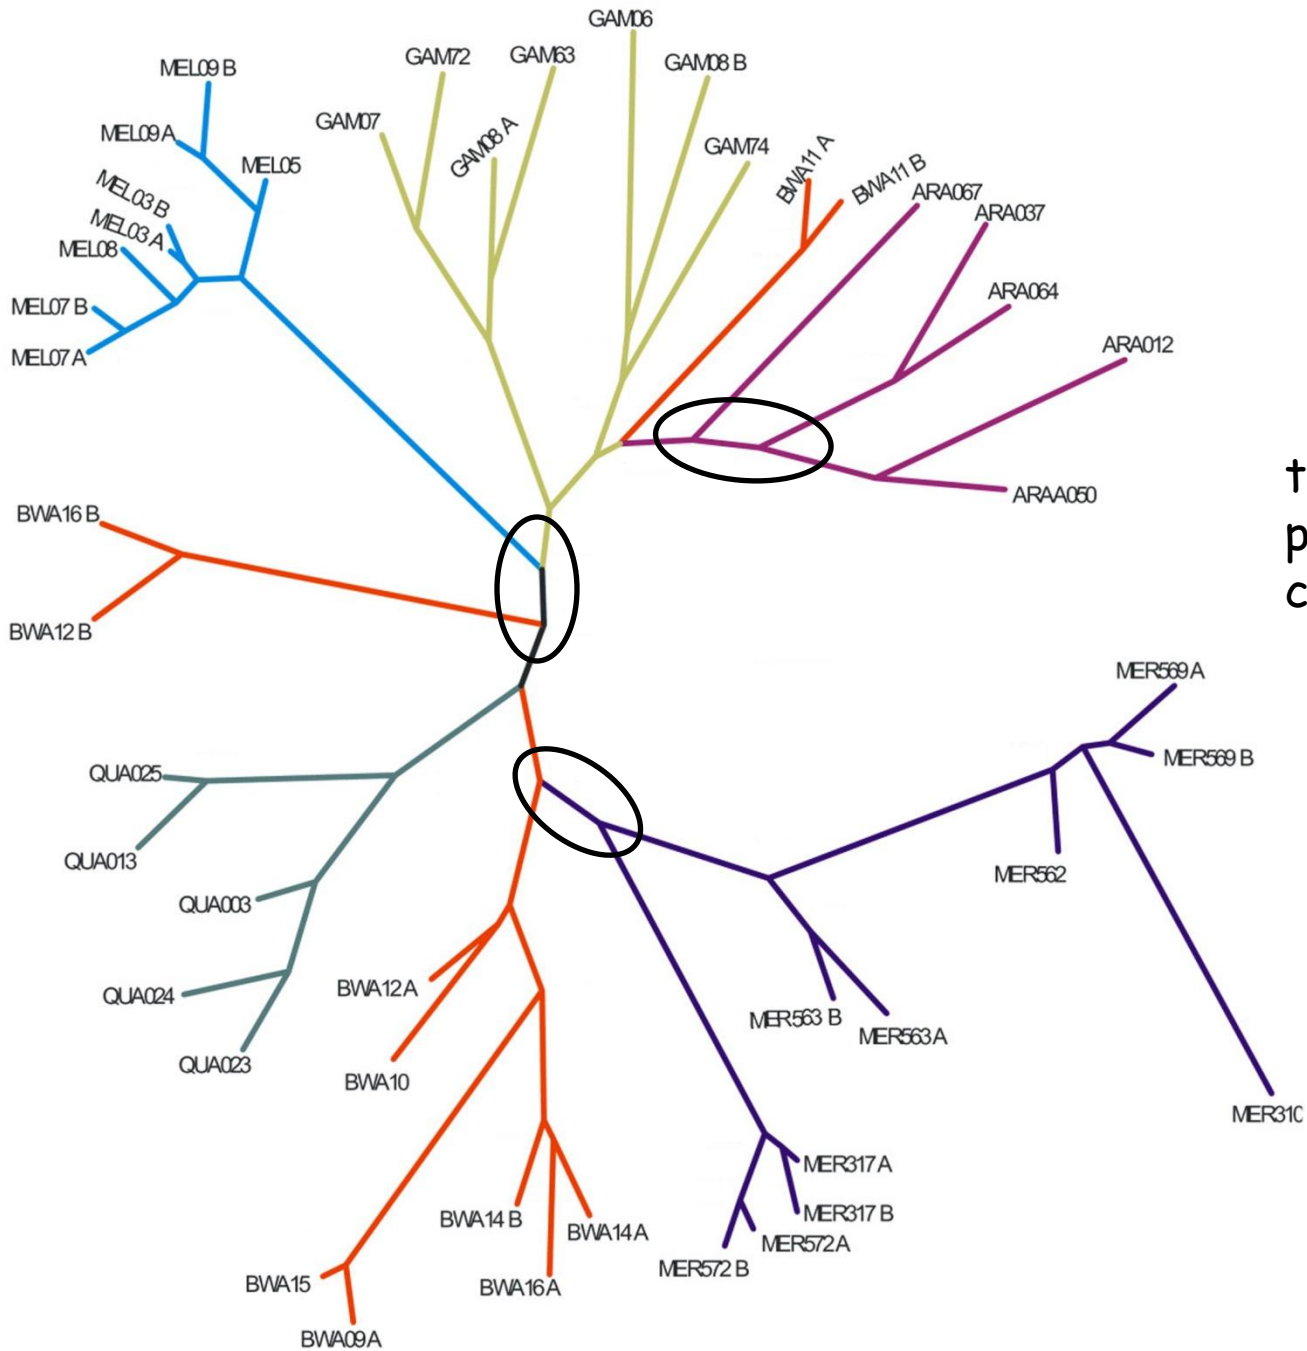 GAM06
GAM72
GAM63
GAM08 B
MEL09 B
GAM07
MEL09 A
GAM08 A
GAM74
MEL05
BWA11 A
BWA11 B
MEL03 B
ARA067
ARA037
MEL03 A
MEL08
ARA064
MEL07 B
ARA012
MEL07 A
t
ARAA050
BWA16 B
p
c
BWA12 B
MER569 A
MER569 B
QUA025
QUA013
MER562
QUA003
BWA12 A
QUA024
MER563 B
MER563 A
QUA023
BWA10
MER310
MER317 A
MER317 B
BWA14 B
BWA14 A
MER572 A
MER572 B
BWA15
BWA16 A
BWA09 A